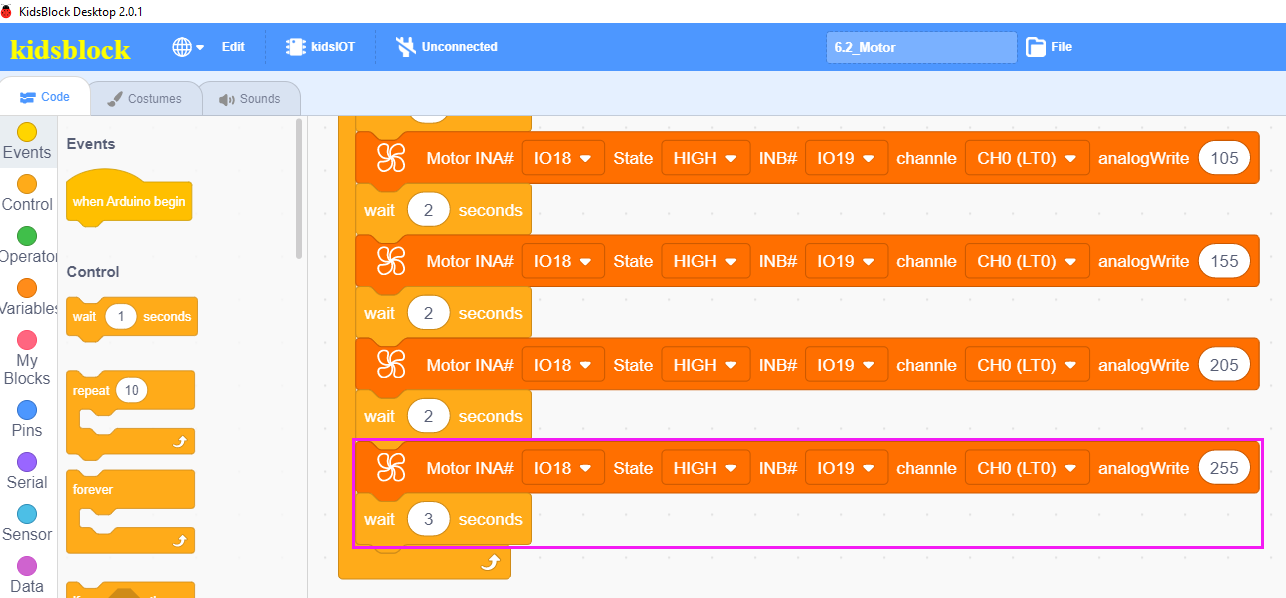 KidsBlock Desktop 2.0.1
kidsblock
Edit
kidsIOT
Unconnected
6.2_Motor
File
Code
Costumes
Sounds
Events
Control
Operator
Variables
My
Blocks
Pins
Serial
Sensor
Data
Events
when Arduino begin
Control
wait 1 seconds
repeat 10
forever
Motor INA# IO18 State HIGH INB# IO19 channle CH0 (LT0) analogWrite 105
wait 2 seconds
Motor INA# IO18 State HIGH INB# IO19 channle CH0 (LT0) analogWrite 155
wait 2 seconds
Motor INA# IO18 State HIGH INB# IO19 channle CH0 (LT0) analogWrite 205
wait 2 seconds
Motor INA# IO18 State HIGH INB# IO19 channle CH0 (LT0) analogWrite 255
wait 3 seconds